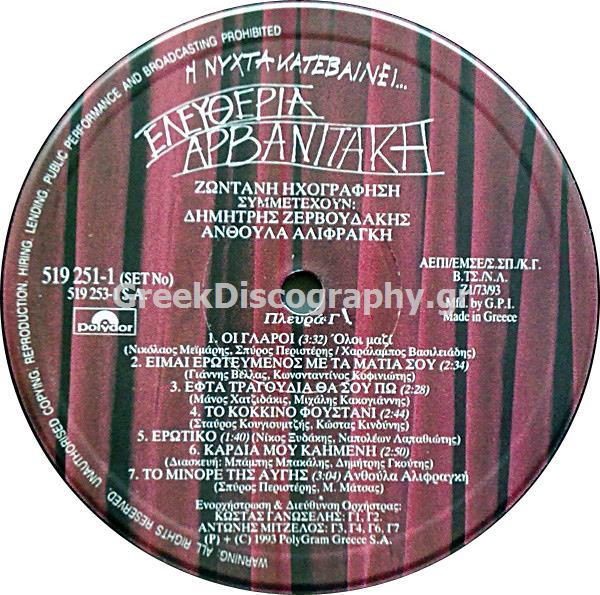 WARNING: ALL RIGHTS RESERVED, UNAUTHORISED COPYING, REPRODUCTION, HIRING, LENDING, PUBLIC PERFORMANCE AND BROADCASTING PROHIBITED
Η ΝΥΧΤΑ ΚΑΤΕΒΑΙΝΕΙ...
ΕΛΕΥΘΕΡΙΑ
ΑΡΒΑΝΙΤΑΚΗ
ΖΩΝΤΑΝΗ ΗΧΟΓΡΑΦΗΣΗ
ΣΥΜΜΕΤΕΧΟΥΝ:
ΔΗΜΗΤΡΗΣ ΖΕΡΒΟΥΔΑΚΗΣ
ΑΝΘΟΥΛΑ ΑΛΙΦΡΑΓΚΗ
519 251-1 (SET No)
519 253-1
polydor
ΑΕΠΙ/ΕΜΣΕ/Σ.ΣΠ./Κ.Γ.
Β.ΤΣ./Ν.Λ.
Z1/73/93
Mfd. by G.P.I.
Made in Greece
GreekDiscography.gr
Πλευρά Γ
1. ΟΙ ΓΛΑΡΟΙ (3:32) Όλοι μαζί
(Νικόλαος Μεϊμάρης, Σπύρος Περιστέρης / Χαράλαμπος Βασιλειάδης)
2. ΕΙΜΑΙ ΕΡΩΤΕΥΜΕΝΟΣ ΜΕ ΤΑ ΜΑΤΙΑ ΣΟΥ (2:34)
(Γιάννης Βέλλας, Κωνσταντίνος Κοφινιώτης)
3. ΕΦΤΑ ΤΡΑΓΟΥΔΙΑ ΘΑ ΣΟΥ ΠΩ (2:28)
(Μάνος Χατζιδάκις, Μιχάλης Κακογιάννης)
4. ΤΟ ΚΟΚΚΙΝΟ ΦΟΥΣΤΑΝΙ (2:44)
(Σταύρος Κουγιουμτζής, Κώστας Κινδύνης)
5. ΕΡΩΤΙΚΟ (1:40) (Νίκος Ξυδάκης, Ναπολέων Λαπαθιώτης)
6. ΚΑΡΔΙΑ ΜΟΥ ΚΑΗΜΕΝΗ (2:50)
(Διασκευή: Μπάμπης Μπακάλης, Δημήτρης Γκούτης)
7. ΤΟ ΜΙΝΟΡΕ ΤΗΣ ΑΥΓΗΣ (3:04) Ανθούλα Αλιφραγκή
(Σπύρος Περιστέρης, Μ. Μάτσας)
Ενορχήστρωση & Διεύθυνση Ορχήστρας:
ΚΩΣΤΑΣ ΓΑΝΩΣΕΛΗΣ: Γ1, Γ2,
ΑΝΤΩΝΗΣ ΜΙΤΖΕΛΟΣ: Γ3, Γ4, Γ6, Γ7
(P) + (C) 1993 PolyGram Greece S.A.